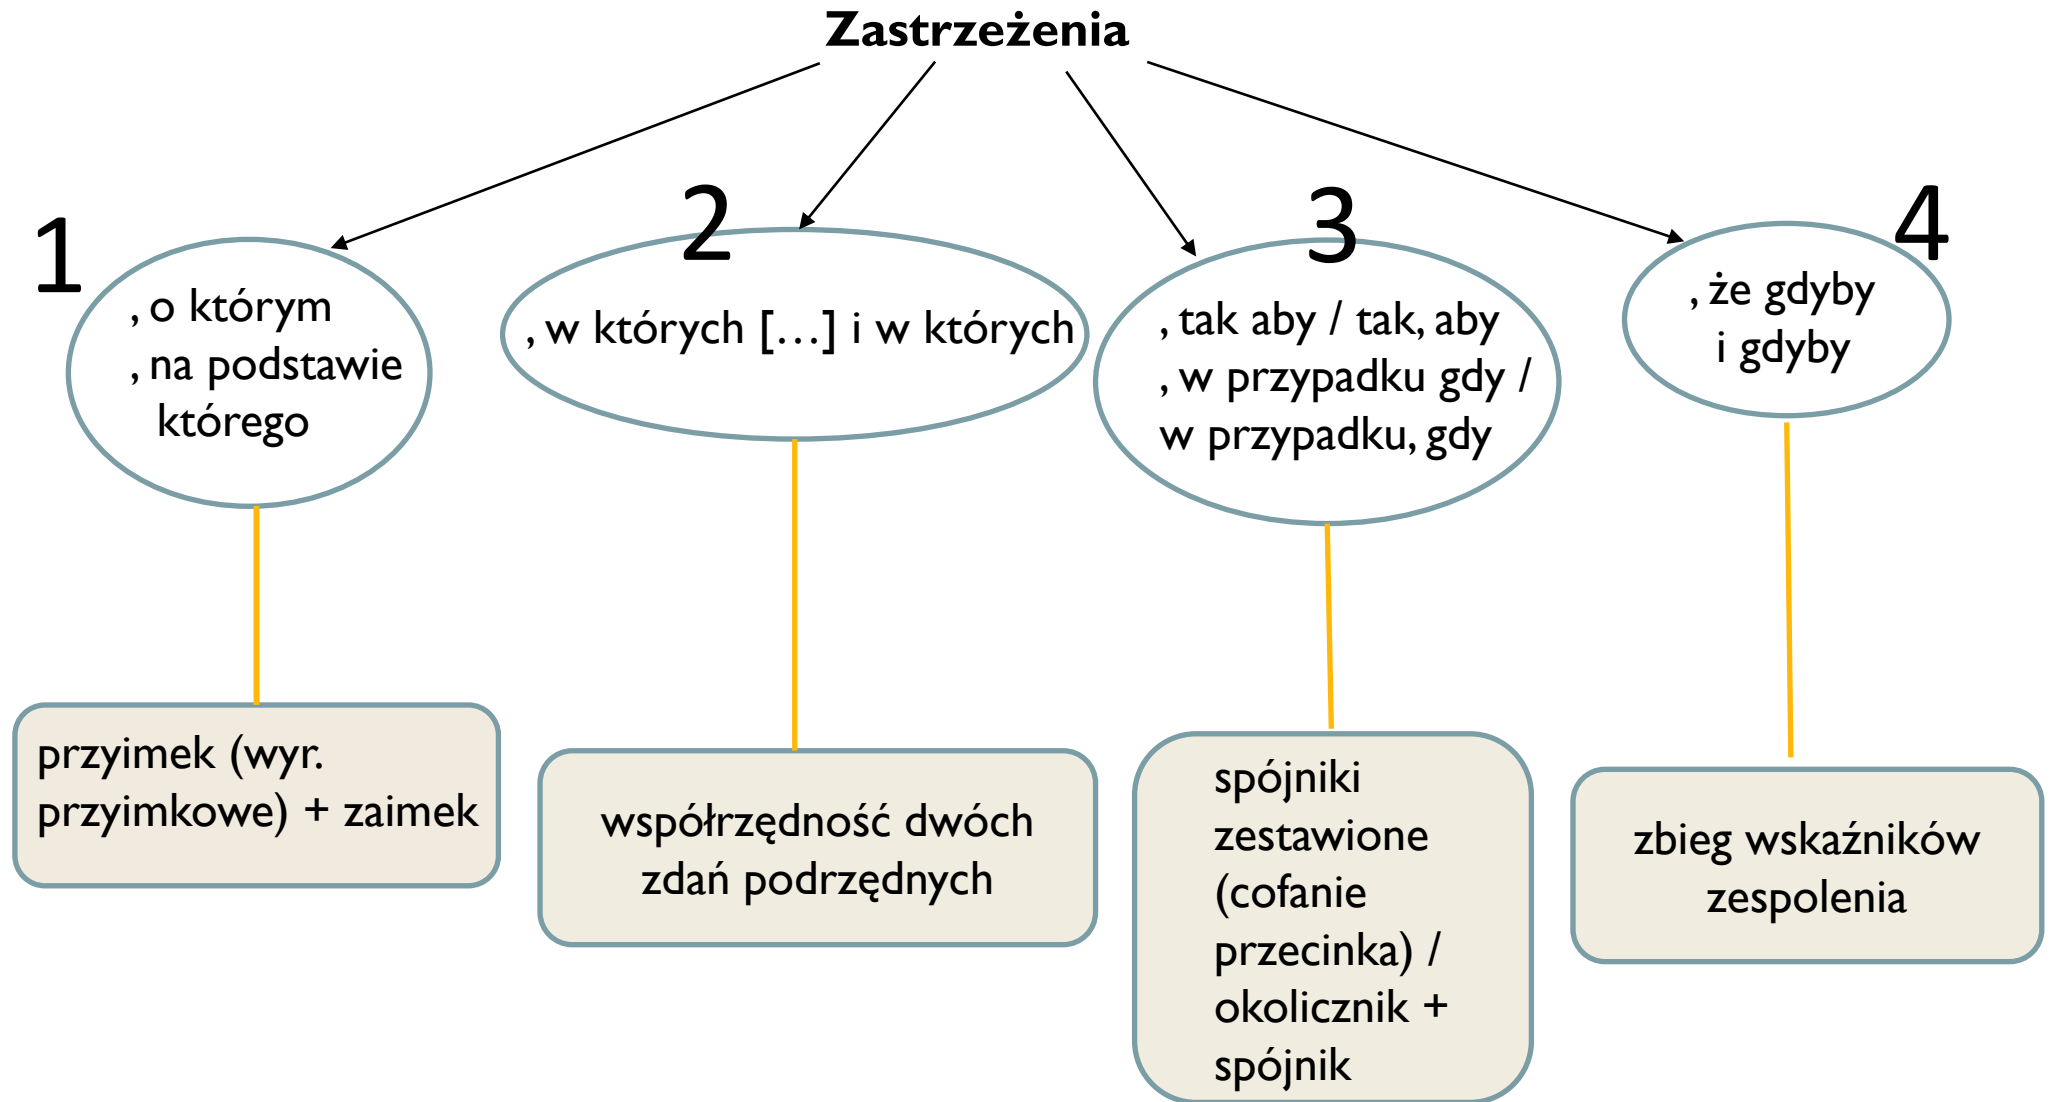 Zastrzeżenia
1
, o którym
, na podstawie
którego
przyimek (wyr.
przyimkowe) + zaimek
2
, w których […] i w których
współrzędność dwóch
zdań podrzędnych
3
, tak aby / tak, aby
, w przypadku gdy /
w przypadku, gdy
spójniki
zestawione
(cofanie
przecinka) /
okolicznik +
spójnik
4
, że gdyby
i gdyby
zbieg wskaźników
zespolenia